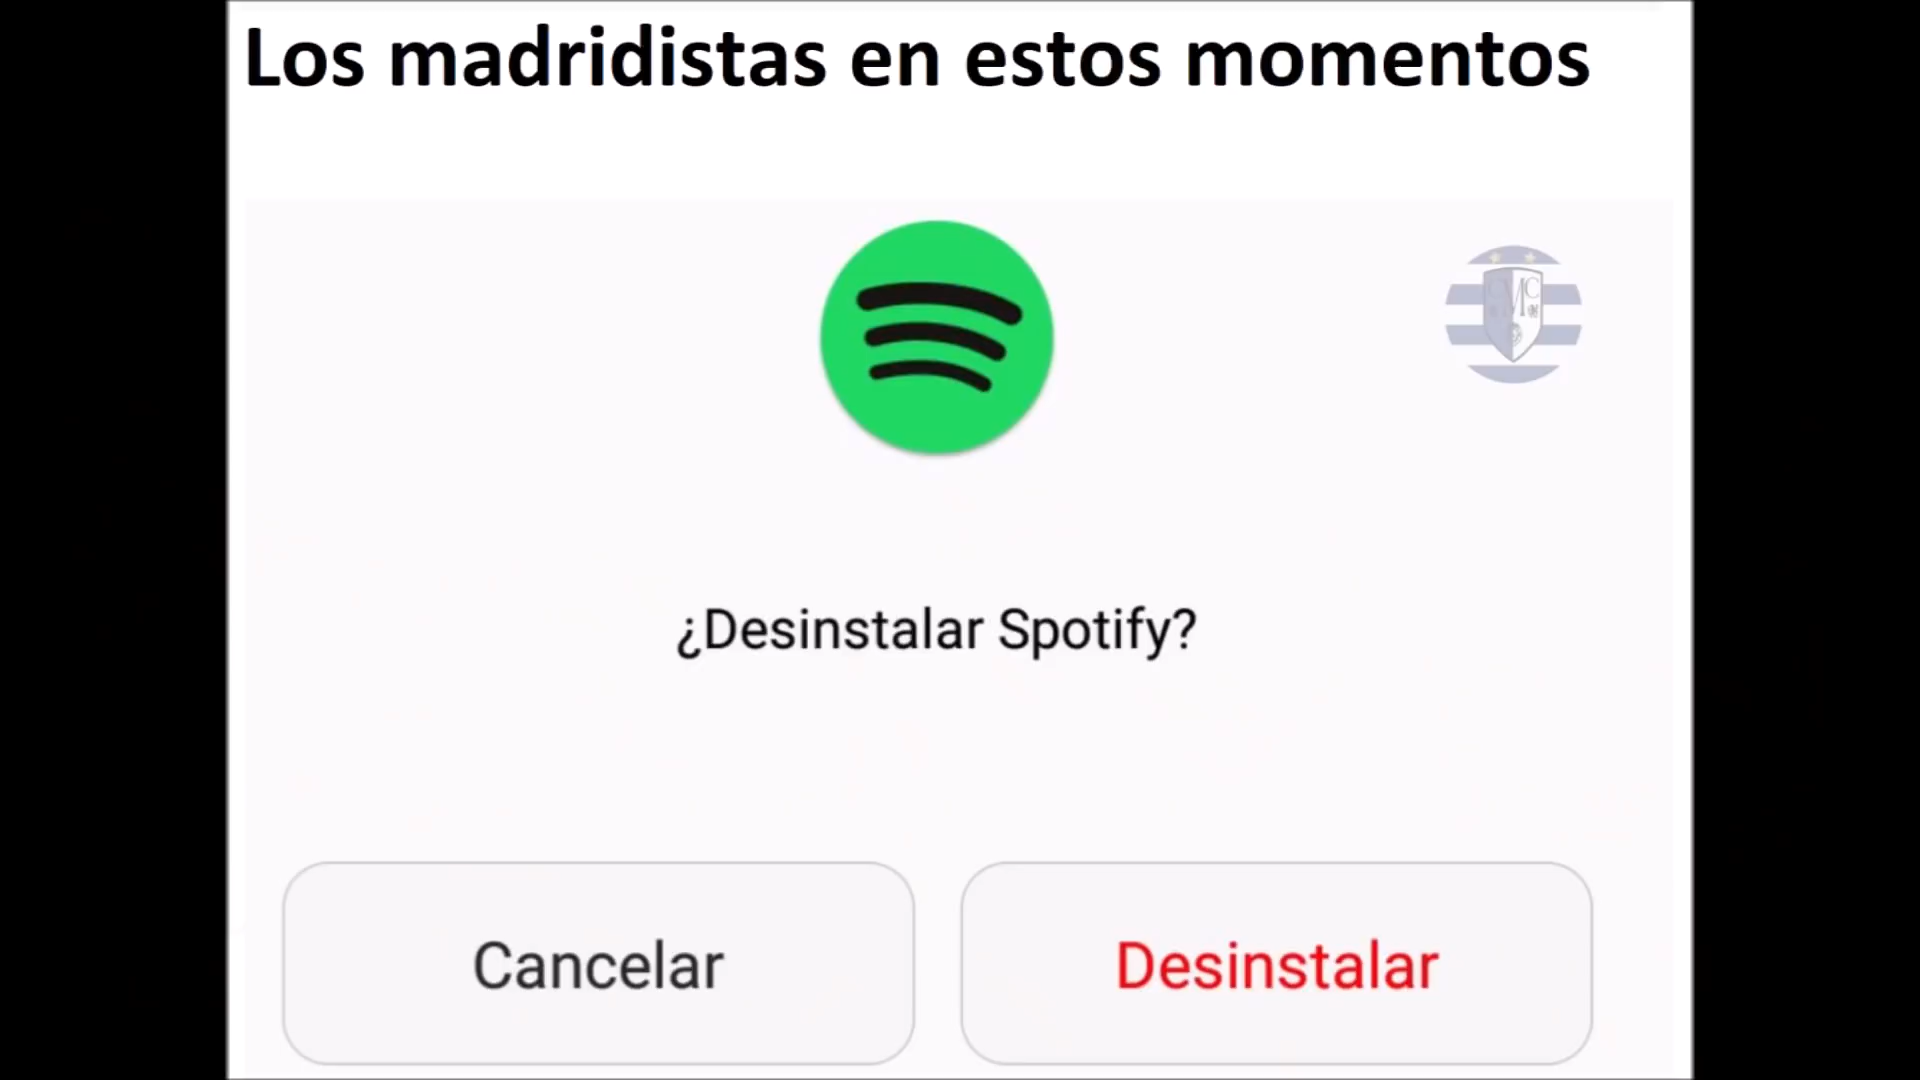 Los madridistas en estos momentos
¿Desinstalar Spotify?
Cancelar
Desinstalar